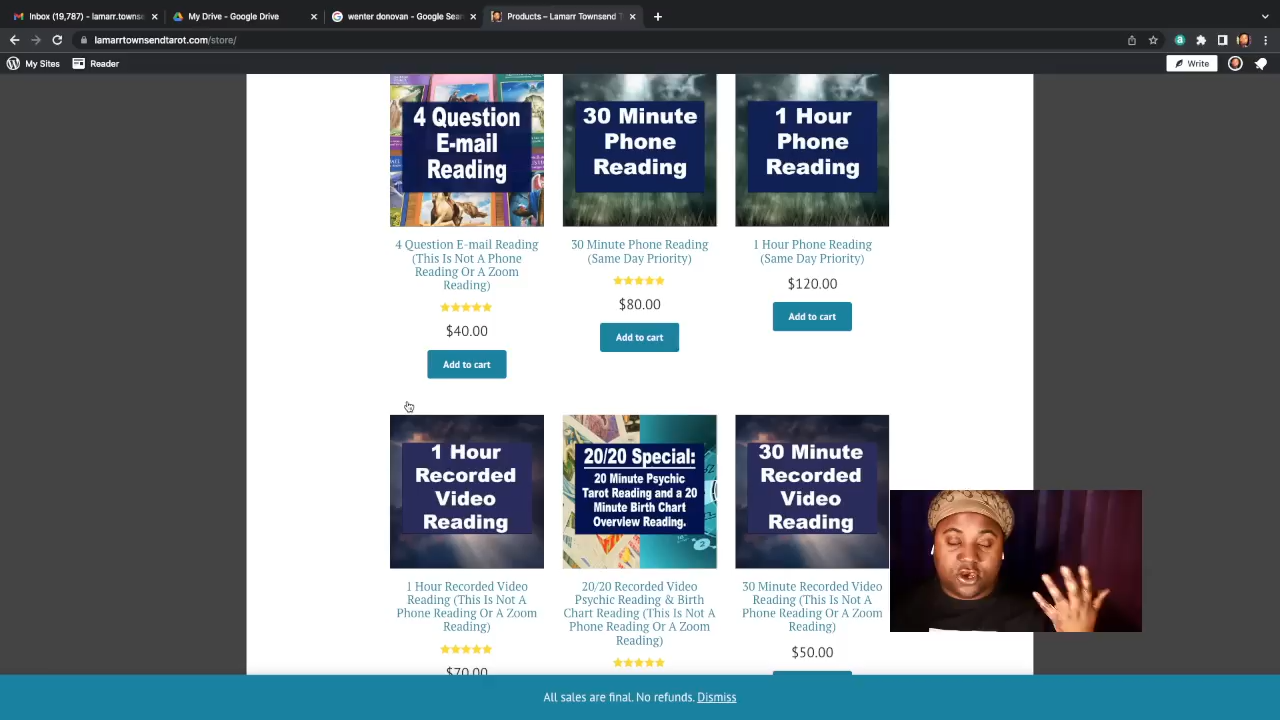 Inbox (19,787) - lamarr.townse
My Drive - Google Drive
wenter donovan - Google Sear
Products – Lamarr Townsend T
lamarrtownsendtarot.com/store/
My Sites
Reader
Write
4 Question
E-mail
Reading
30 Minute
Phone
Reading
1 Hour
Phone
Reading
4 Question E-mail Reading
(This Is Not A Phone
Reading Or A Zoom
Reading)
$40.00
Add to cart
30 Minute Phone Reading
(Same Day Priority)
$80.00
Add to cart
1 Hour Phone Reading
(Same Day Priority)
$120.00
Add to cart
1 Hour
Recorded
Video
Reading
20/20 Special:
20 Minute Psychic
Tarot Reading and a 20
Minute Birth Chart
Overview Reading.
30 Minute
Recorded
Video
Reading
1 Hour Recorded Video
Reading (This Is Not A
Phone Reading Or A Zoom
Reading)
$70.00
20/20 Recorded Video
Psychic Reading & Birth
Chart Reading (This Is Not A
Phone Reading Or A Zoom
Reading)
30 Minute Recorded Video
Reading (This Is Not A
Phone Reading Or A Zoom
Reading)
$50.00
All sales are final. No refunds. Dismiss